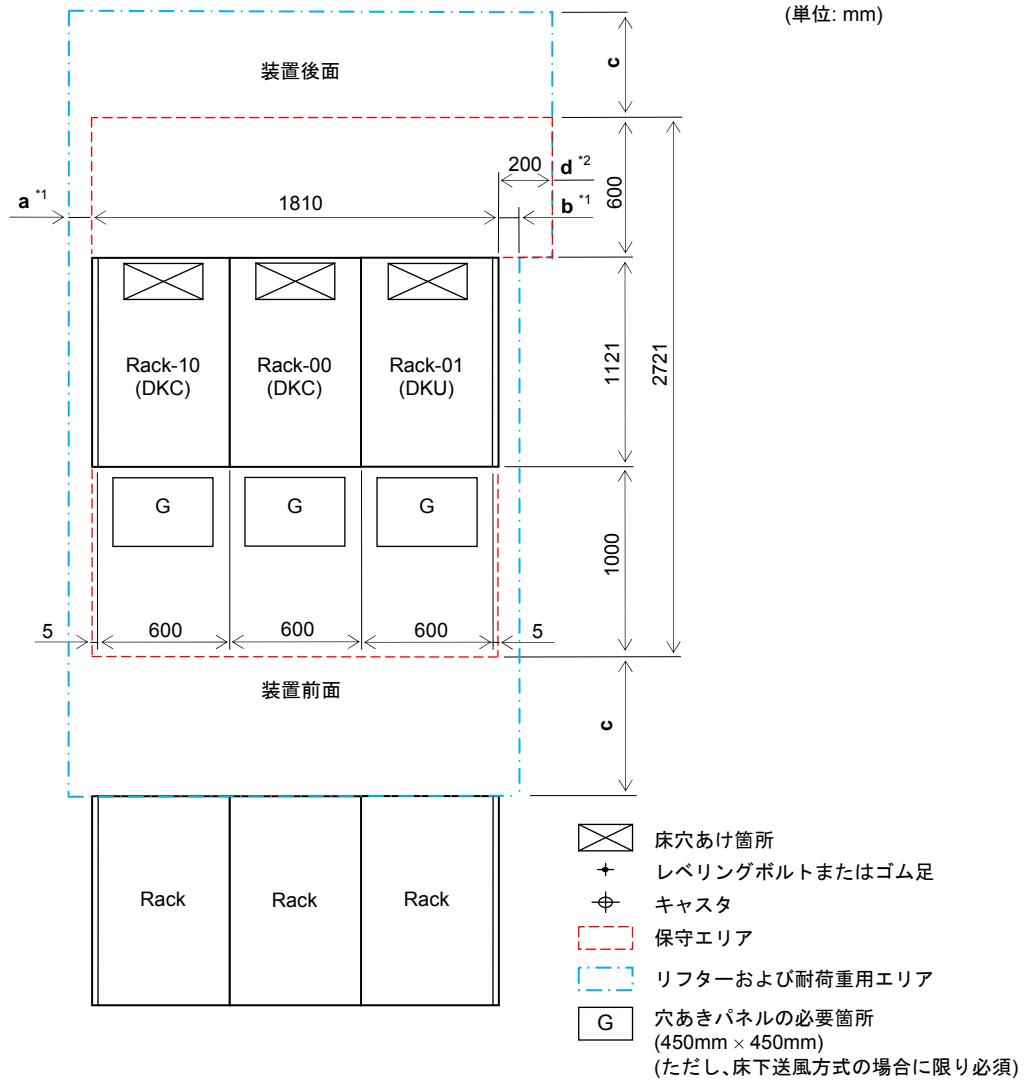 (単位: mm)
c
装置後面
200
d *2
600
a *1
1810
b *1
Rack-10
(DKC)
Rack-00
(DKC)
Rack-01
(DKU)
1121
2721
G
G
G
1000
5
600
600
600
5
装置前面
c
Rack
Rack
Rack
床穴あけ箇所
レベリングボルトまたはゴム足
キャスタ
保守エリア
リフターおよび耐荷重用エリア
G
穴あきパネルの必要箇所
(450mm × 450mm)
(ただし、床下送風方式の場合に限り必須)